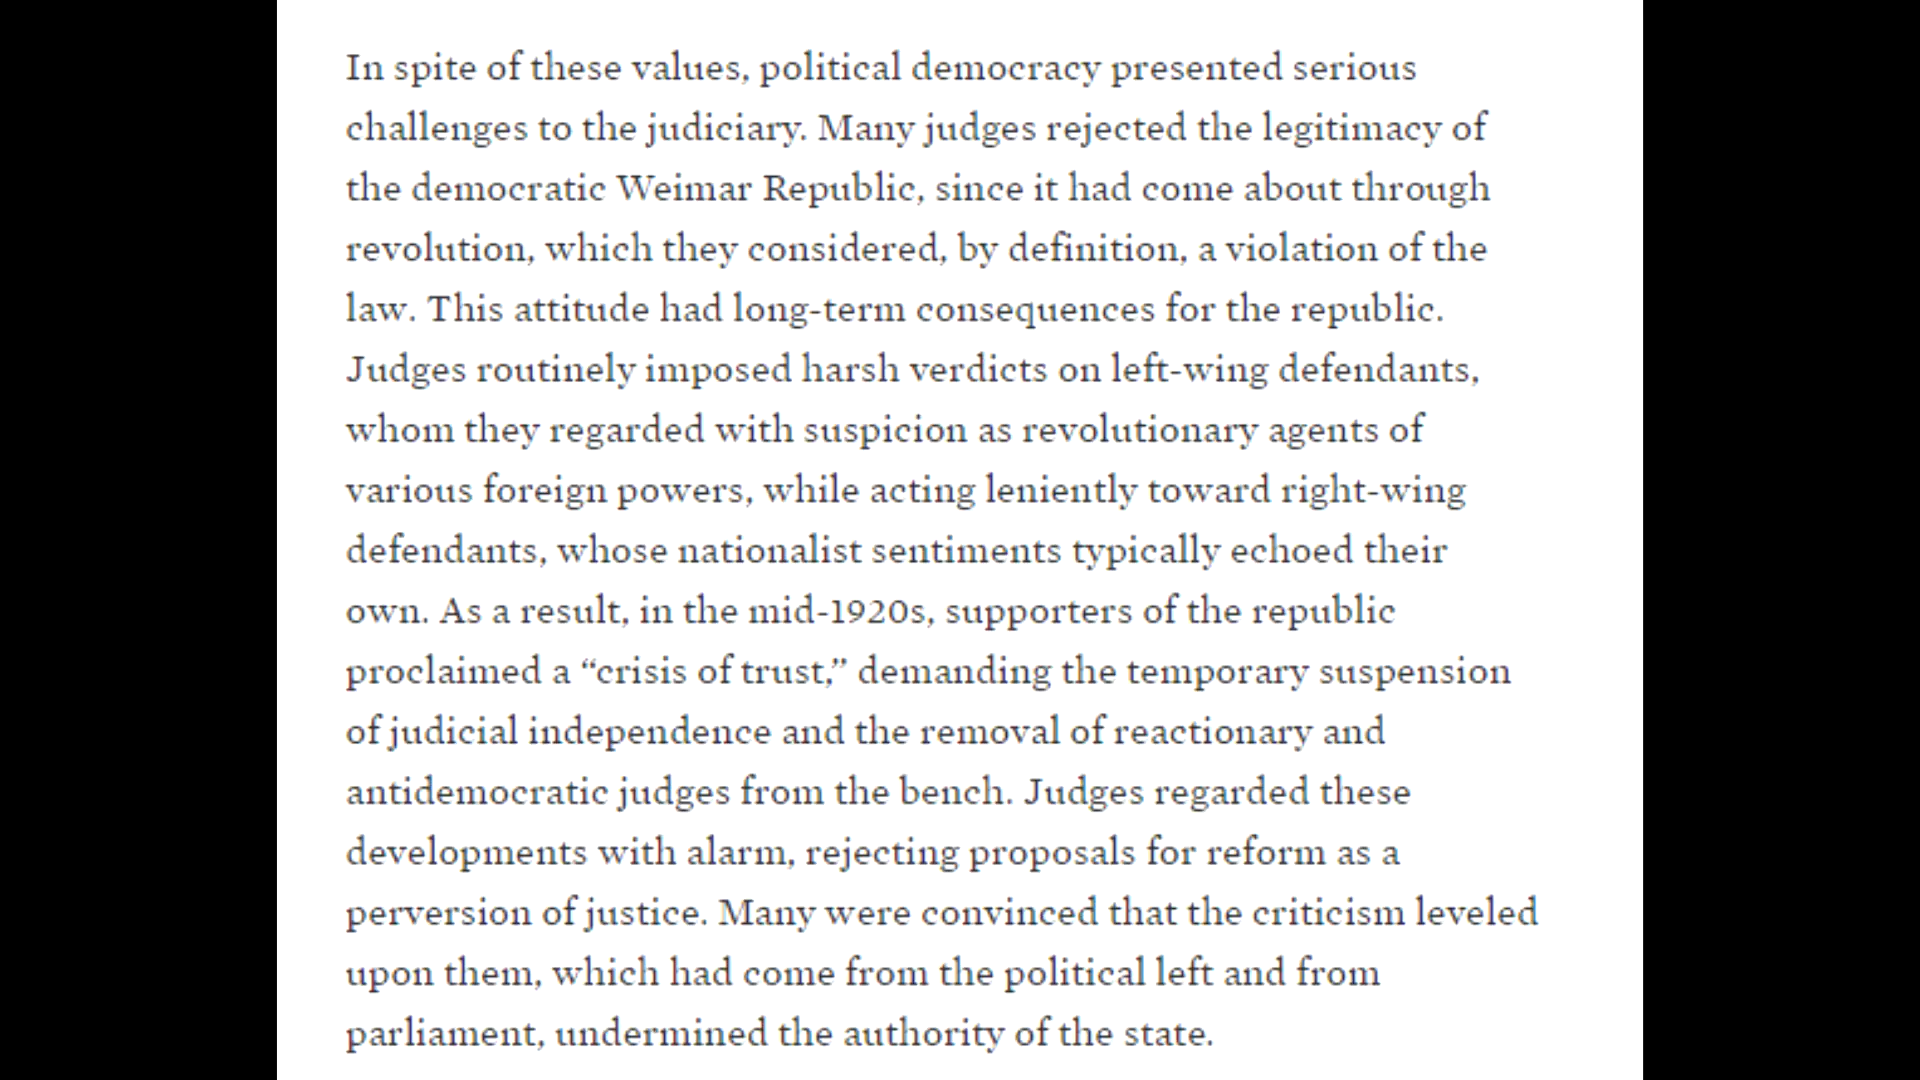 In spite of these values, political democracy presented serious
challenges to the judiciary. Many judges rejected the legitimacy of
the democratic Weimar Republic, since it had come about through
revolution, which they considered, by definition, a violation of the
law. This attitude had long-term consequences for the republic.
Judges routinely imposed harsh verdicts on left-wing defendants,
whom they regarded with suspicion as revolutionary agents of
various foreign powers, while acting leniently toward right-wing
defendants, whose nationalist sentiments typically echoed their
own. As a result, in the mid-1920s, supporters of the republic
proclaimed a “crisis of trust,” demanding the temporary suspension
of judicial independence and the removal of reactionary and
antidemocratic judges from the bench. Judges regarded these
developments with alarm, rejecting proposals for reform as a
perversion of justice. Many were convinced that the criticism leveled
upon them, which had come from the political left and from
parliament, undermined the authority of the state.